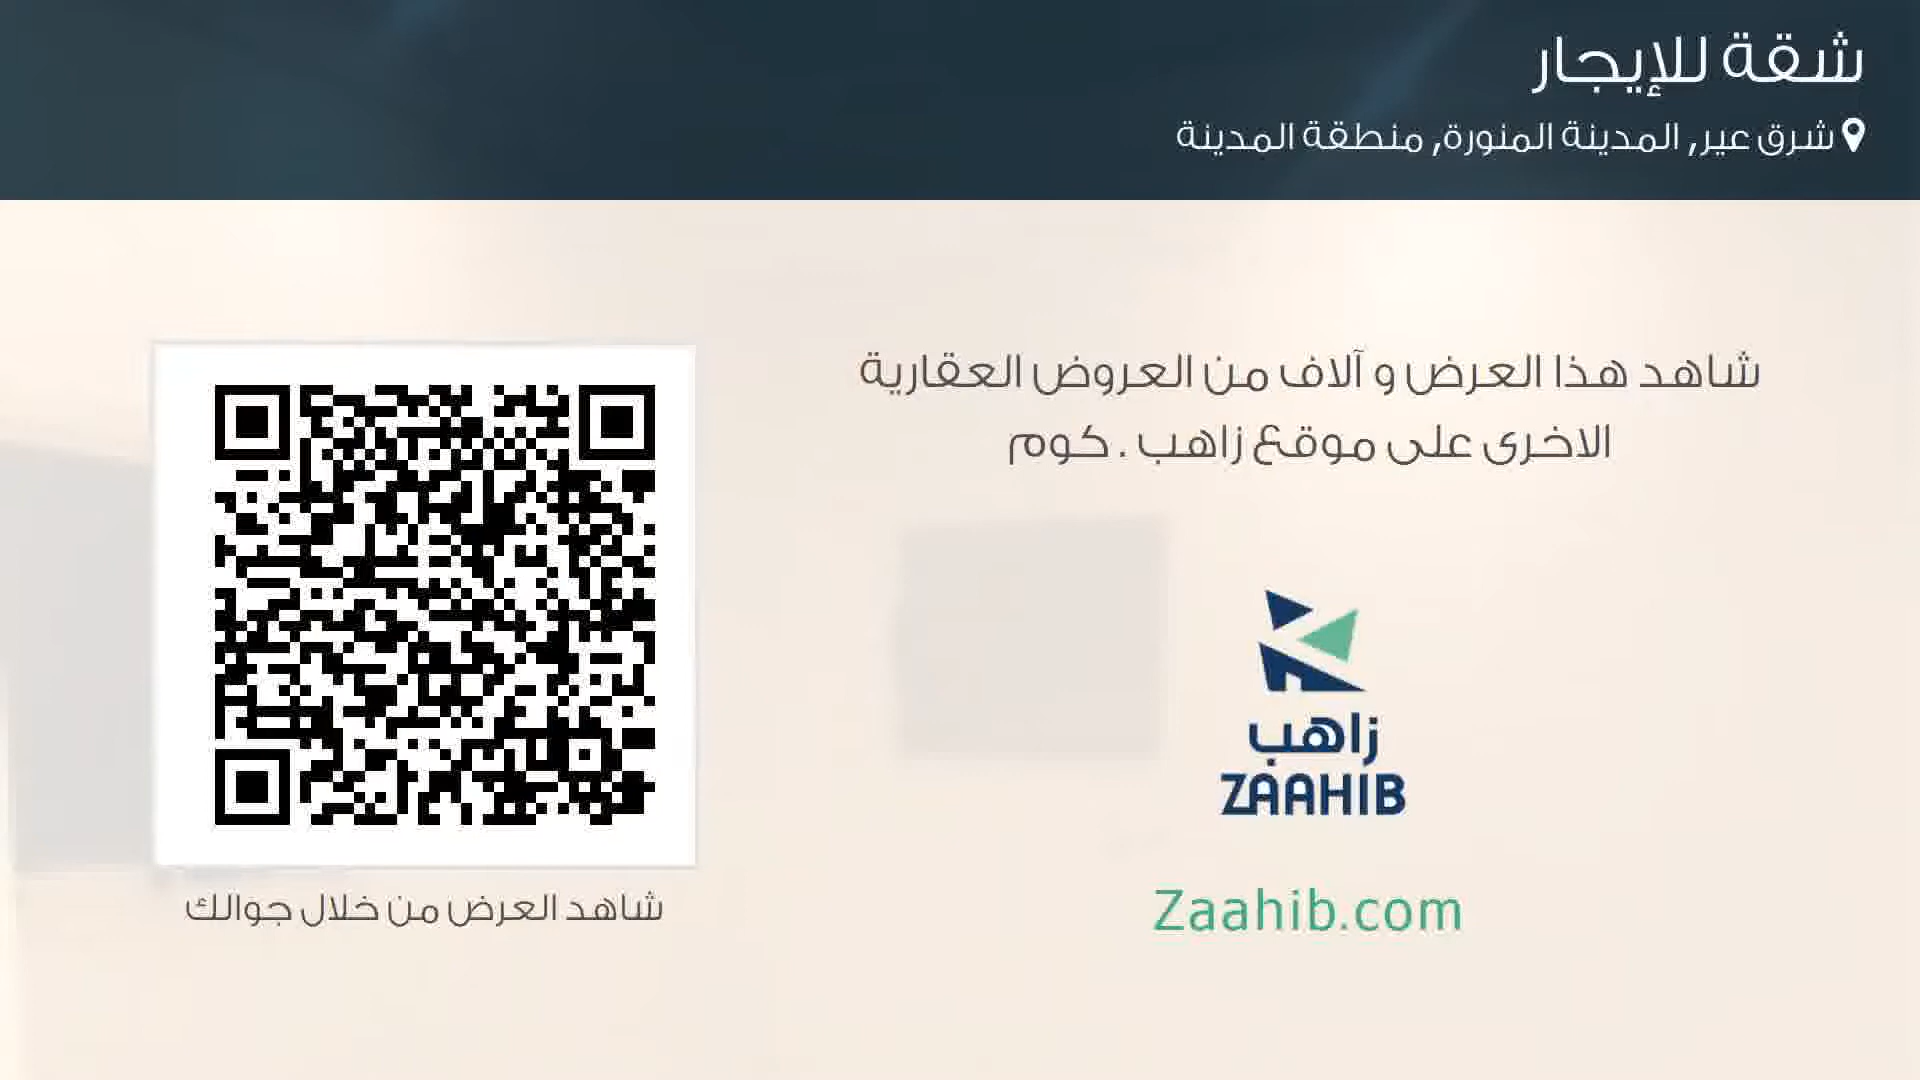 شقة للإيجار
شرق عير, المدينة المنورة, منطقة المدينة
شاهد هذا العرض و آلاف من العروض العقارية
الاخرى على موقع زاهب . كوم
زاهب
ZAAHIB
Zaahib.com
شاهد العرض من خلال جوالك